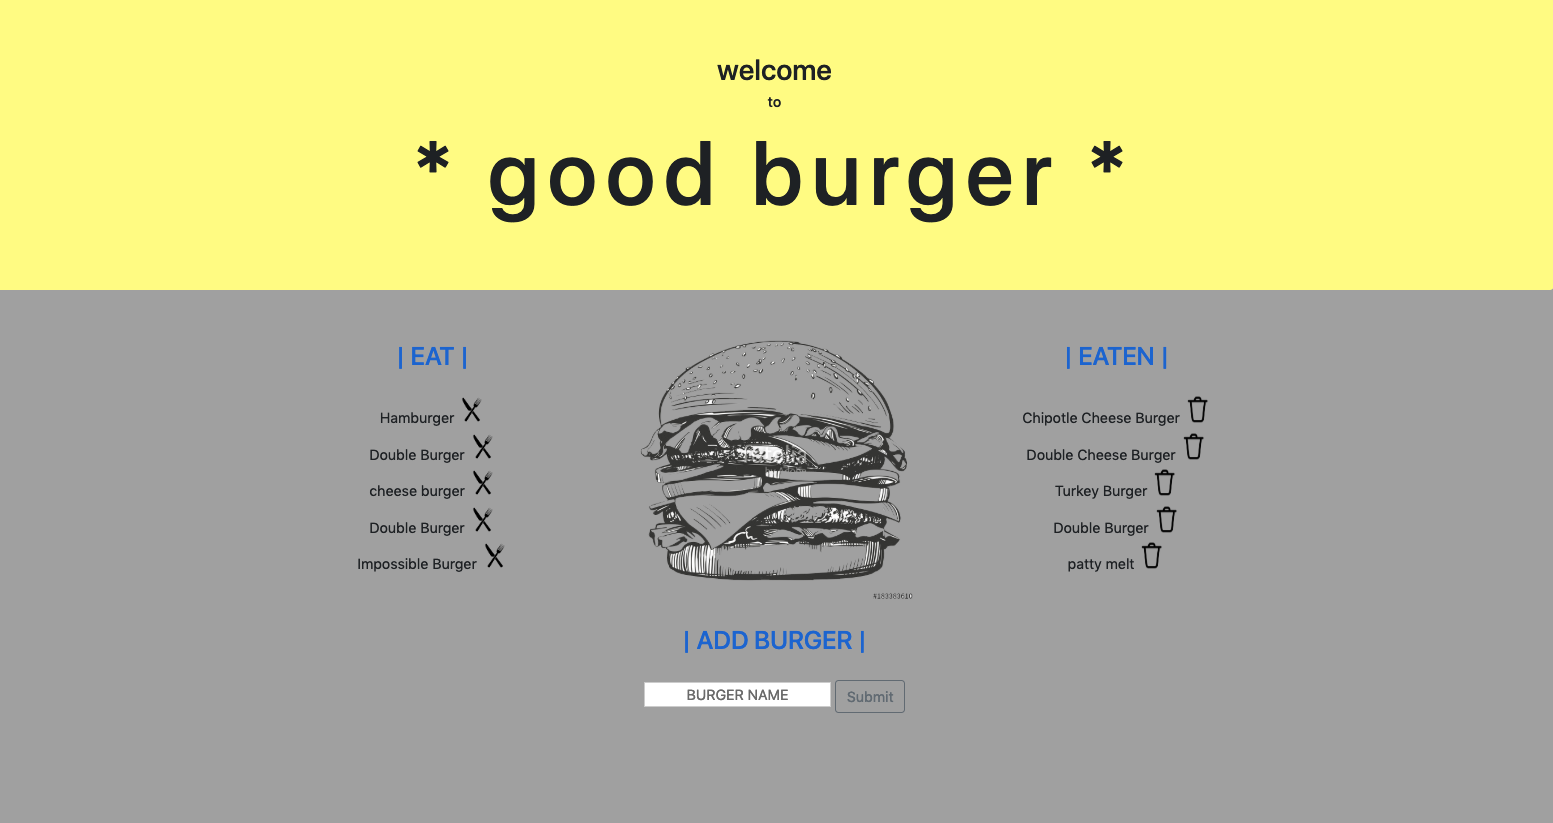 welcome
to
* good burger *
| EAT |
Hamburger
Double Burger
cheese burger
Double Burger
Impossible Burger
#183383610
| EATEN |
Chipotle Cheese Burger
Double Cheese Burger
Turkey Burger
Double Burger
patty melt
| ADD BURGER |
BURGER NAME Submit